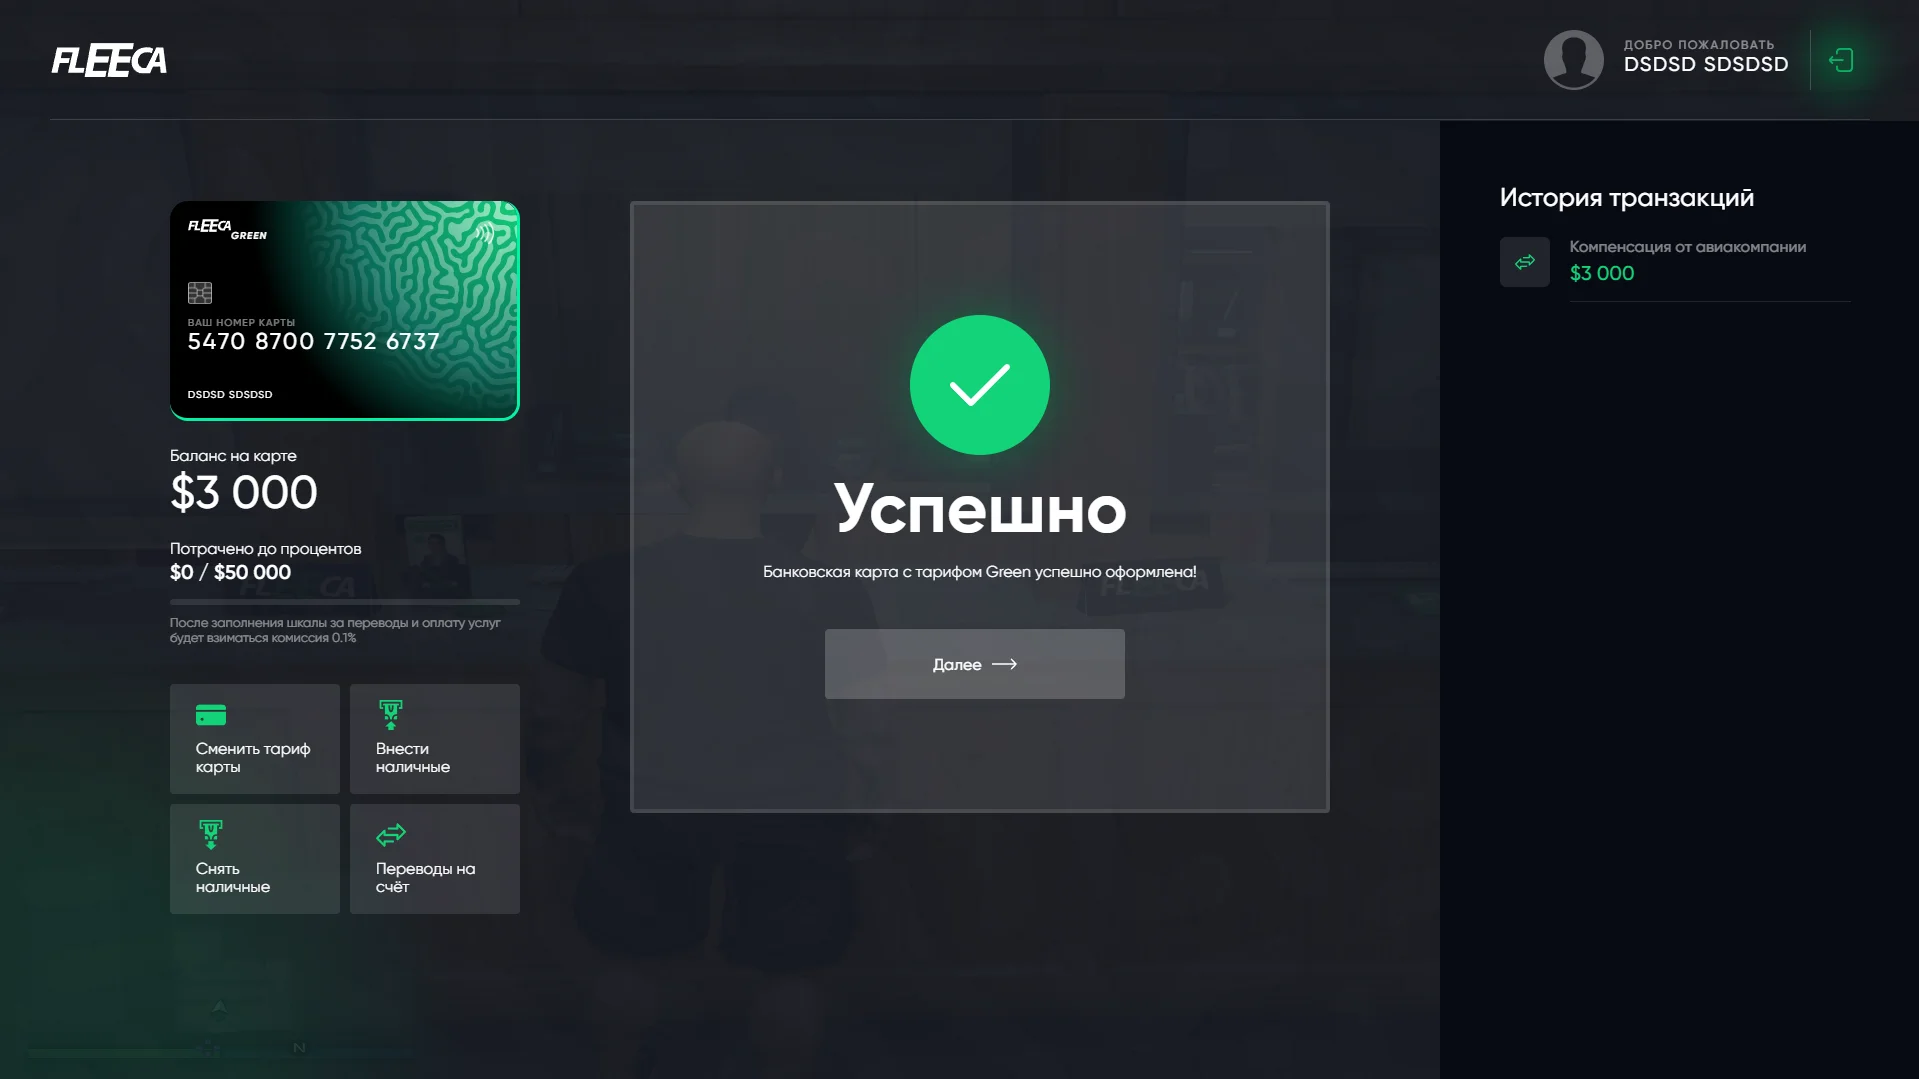 FLEECA
ДОБРО ПОЖАЛОВАТЬ
DSDSD SDSDSD
FLEECA
GREEN
ВАШ НОМЕР КАРТЫ
5470 8700 7752 6737
DSDSD SDSDSD
Баланс на карте
$3 000
Потрачено до процентов
$0 / $50 000
После заполнения шкалы за переводы и оплату услуг
будет взиматься комиссия 0.1%
Сменить тариф
карты
Внести
наличные
Снять
наличные
Переводы на
счёт
Успешно
Банковская карта с тарифом Green успешно оформлена!
Далее
История транзакций
Компенсация от авиакомпании
$3 000
N